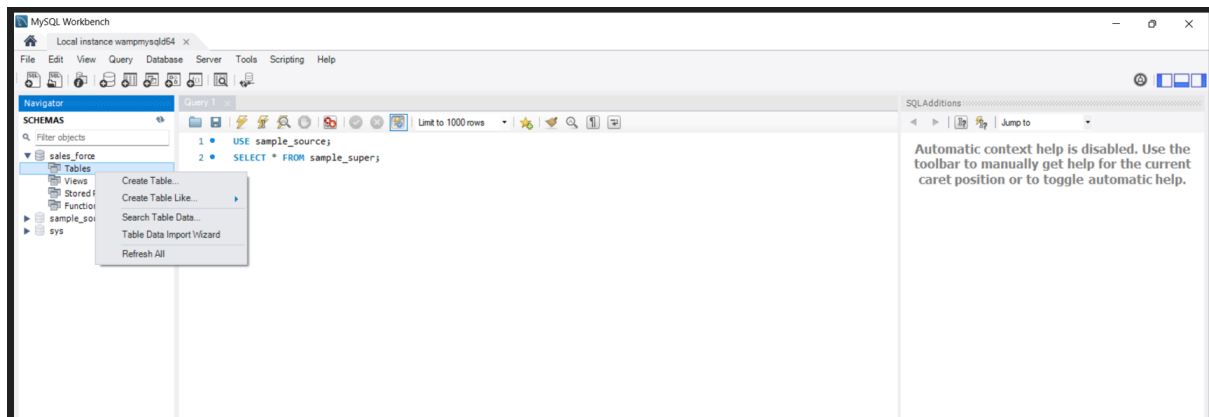 MySQL Workbench
Local instance wampmysqld64 ×
File Edit View Query Database Server Tools Scripting Help
Navigator
SCHEMAS
Filter objects
sales_force
Tables
Views
Stored
Function
sys
Create Table...
Create Table Like...
Search Table Data...
Table Data Import Wizard
Refresh All
Query 1 ×
Limit to 1000 rows
1 USE sample_source;
2 SELECT * FROM sample_super;
SQLAdditions
Jump to
Automatic context help is disabled. Use the
toolbar to manually get help for the current
caret position or to toggle automatic help.